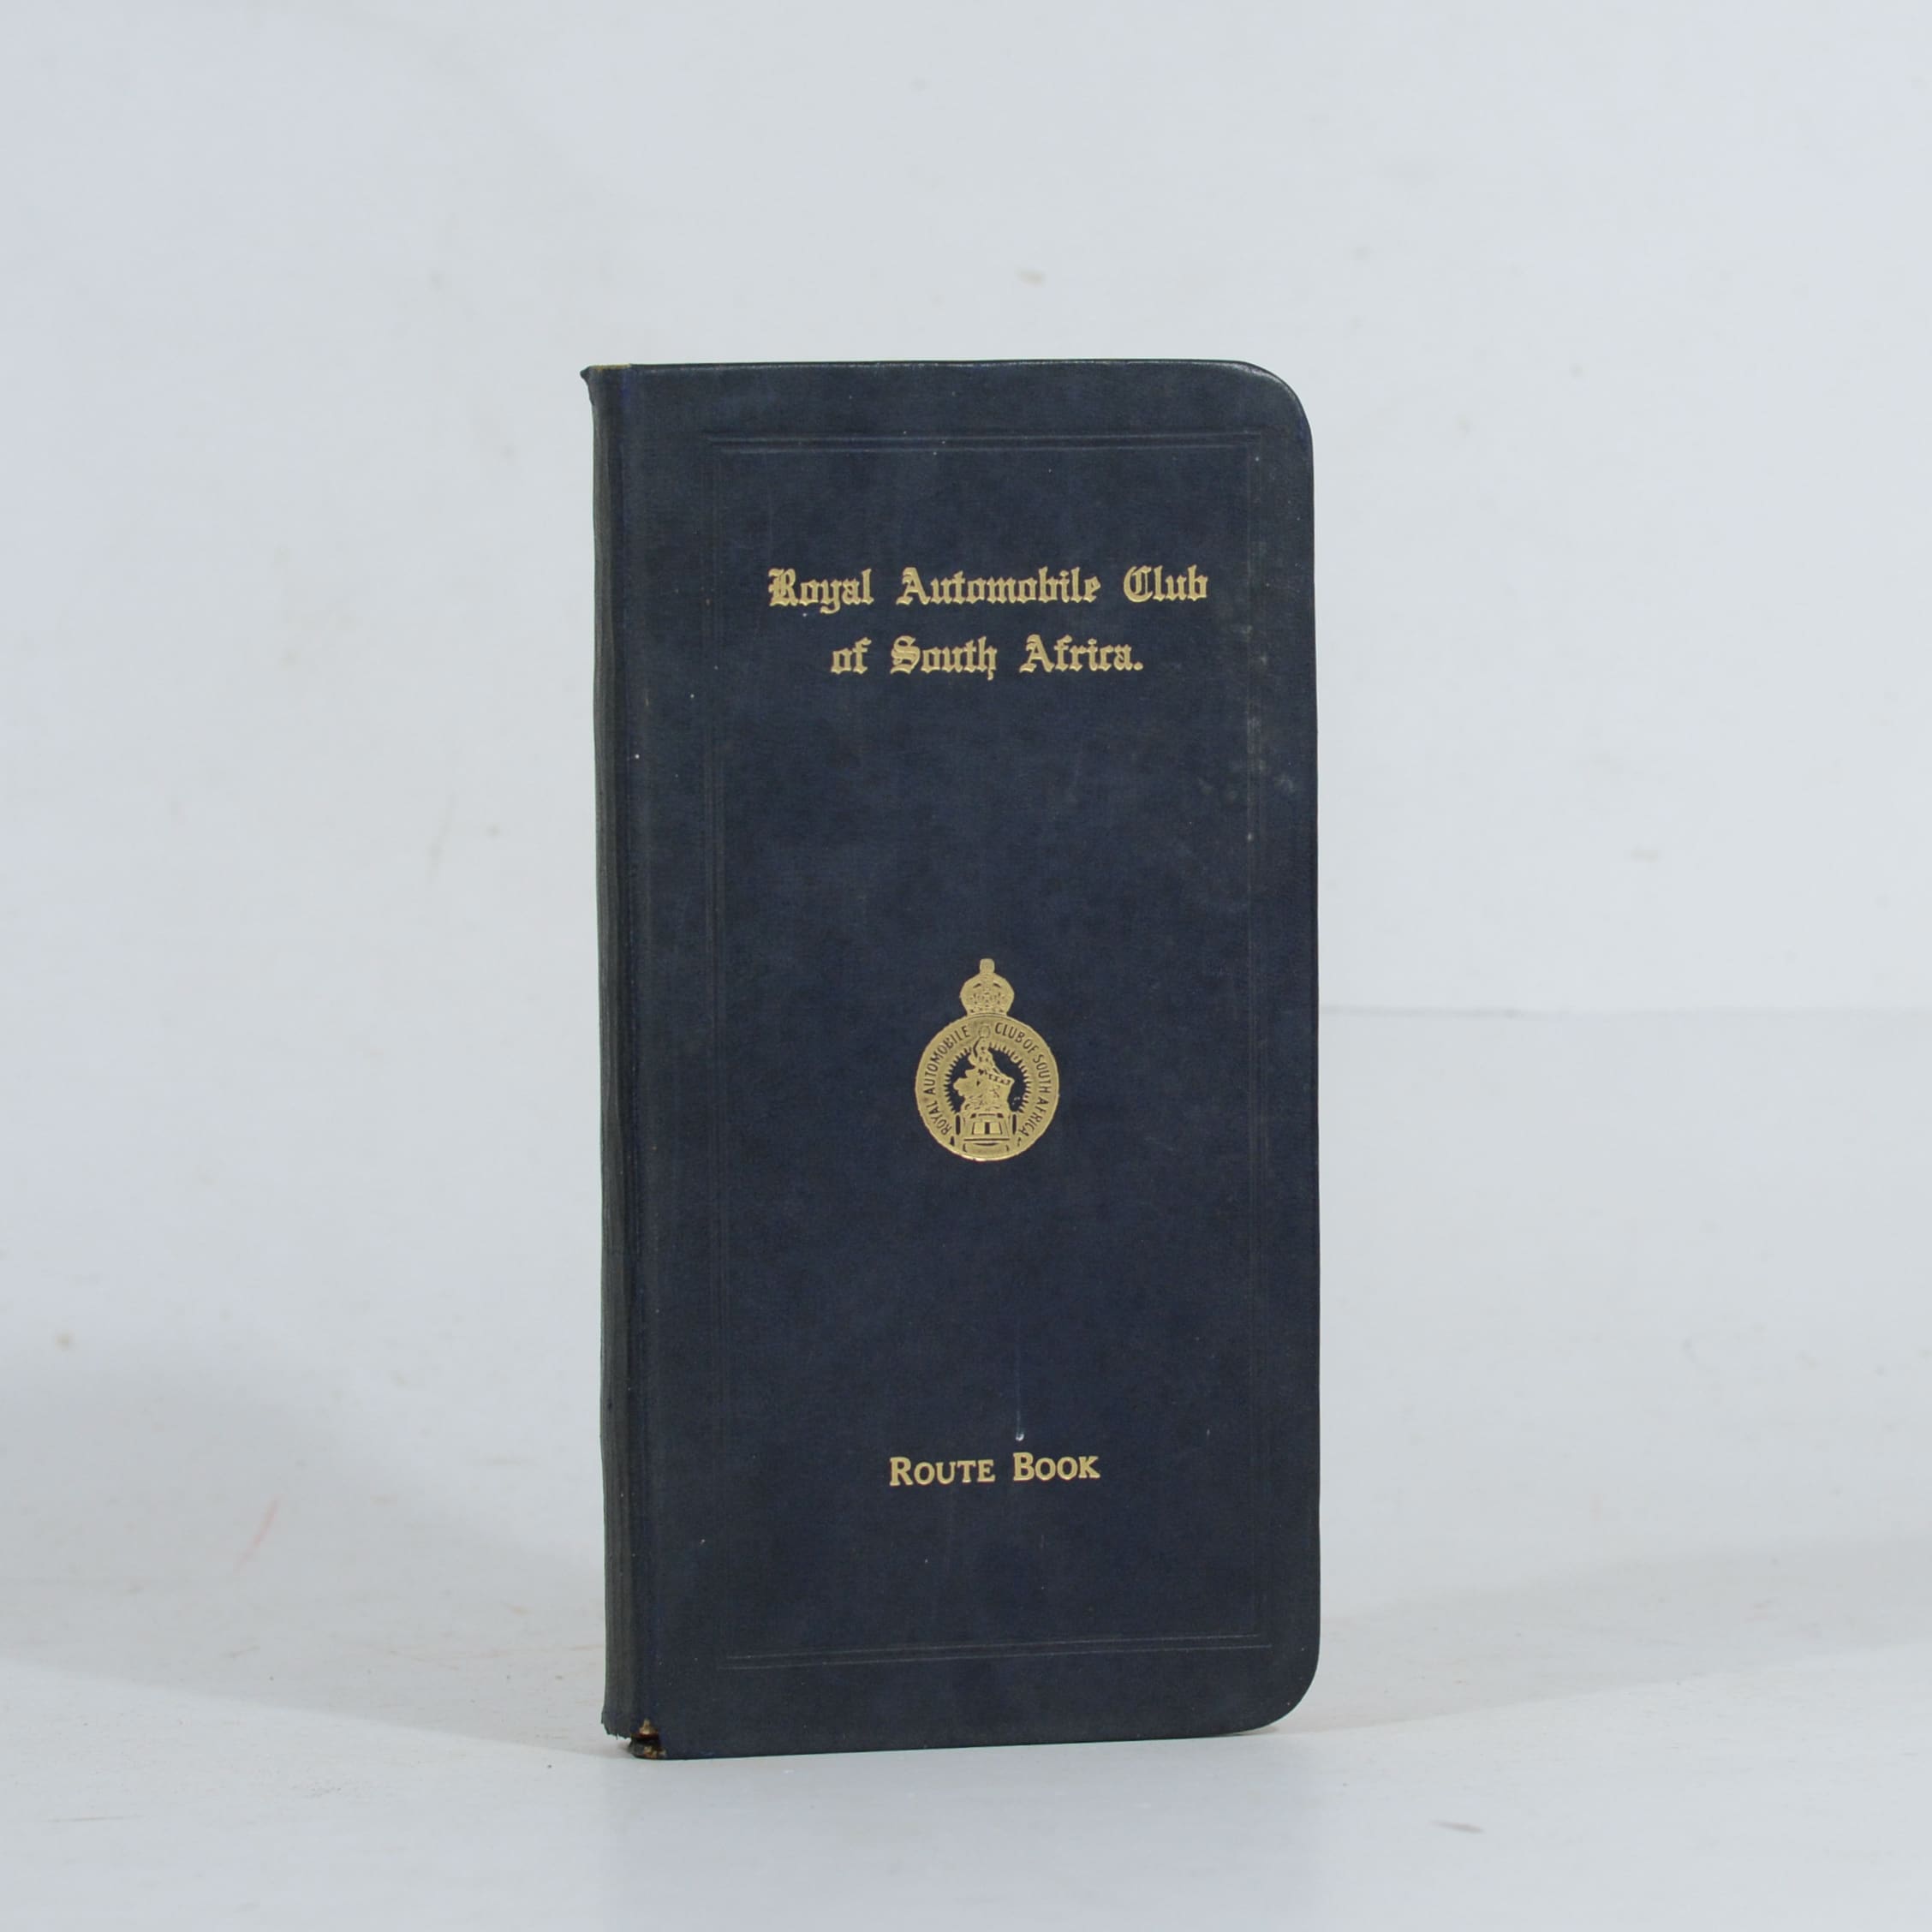 Royal Automobile Club
of South Africa.
ROYAL AUTOMOBILE CLUB OF SOUTH AFRICA
ROUTE BOOK